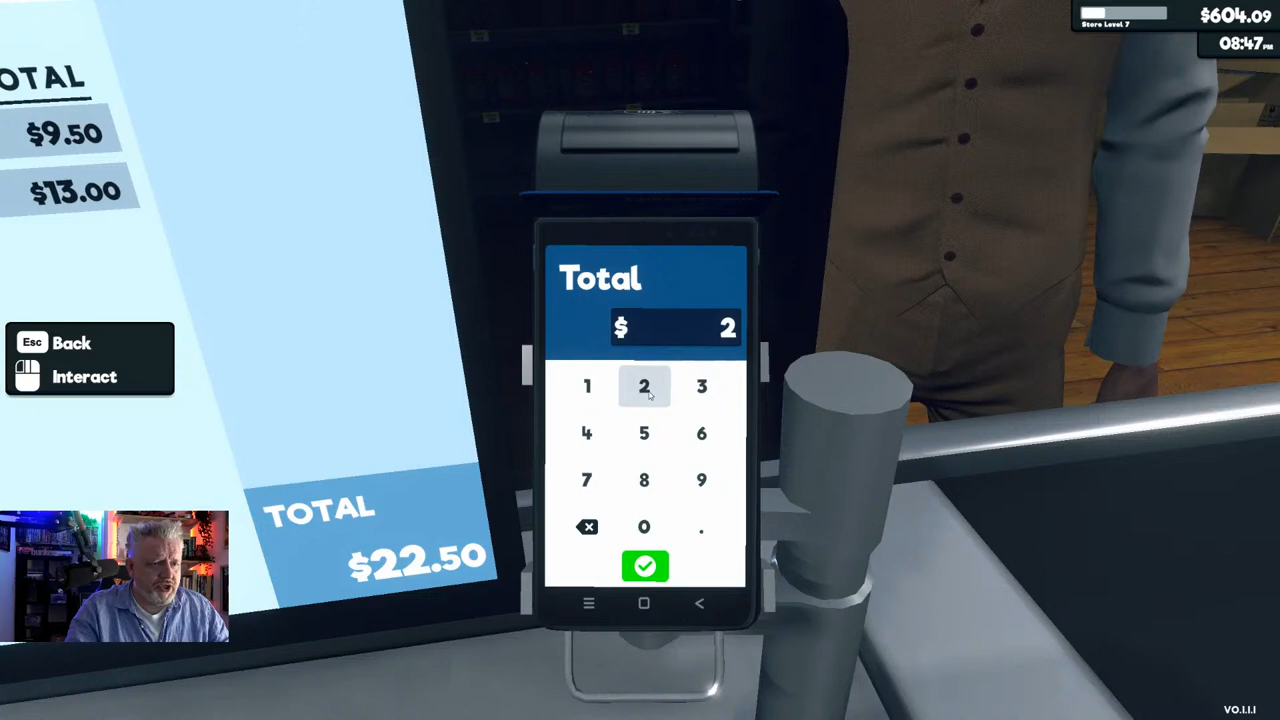 $604.09
Store Level 7
08:47PM
OTAL
$9.50
$13.00
Esc Back
Interact
TOTAL
$22.50
Total
$ 2
1 2 3
4 5 6
7 8 9
0 .
V0.1.1.1